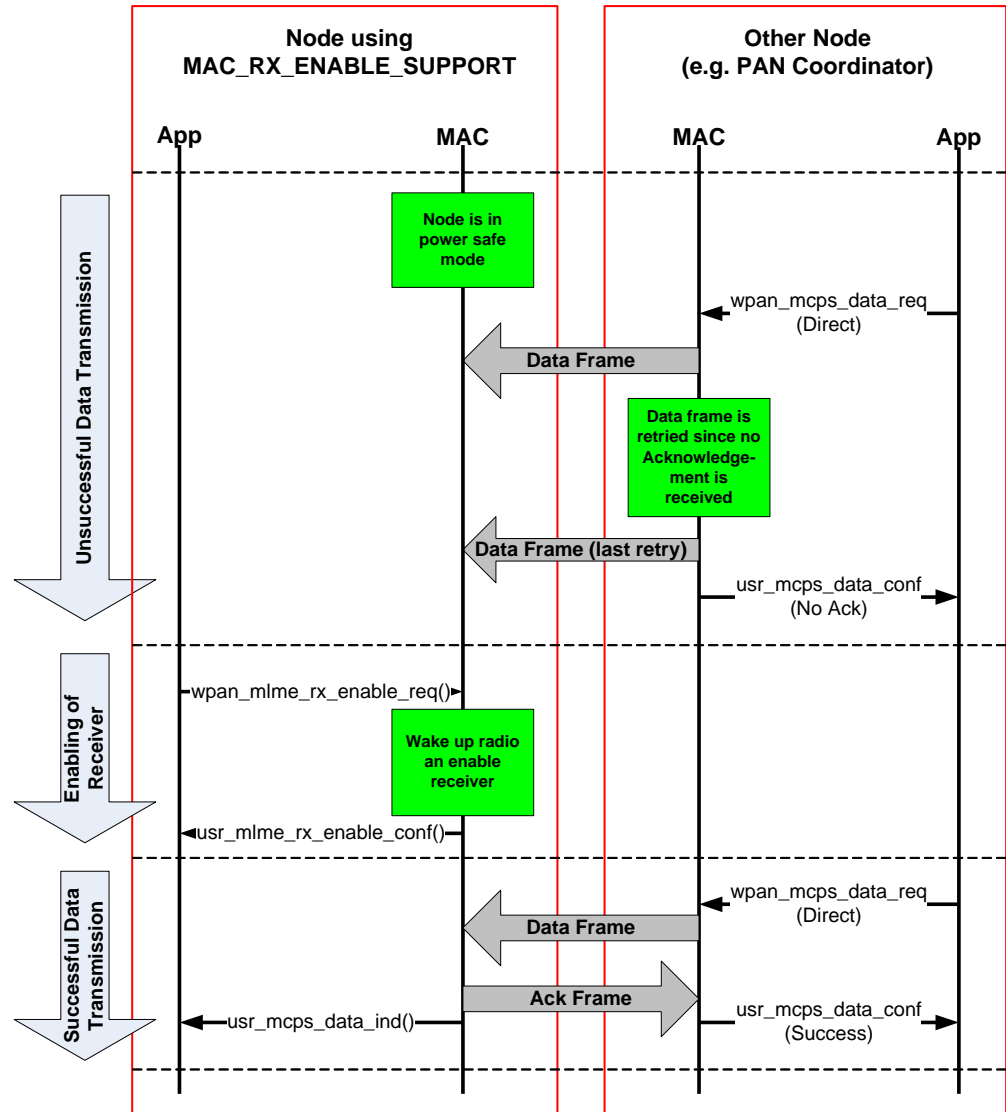 Node using
MAC_RX_ENABLE_SUPPORT
Other Node
(e.g. PAN Coordinator)
App
MAC
MAC
App
Unsuccessful Data Transmission
Node is in
power safe
mode
wpan_mcps_data_req
(Direct)
Data Frame
Data frame is
retried since no
Acknowledge-
ment is
received
Data Frame (last retry)
usr_mcps_data_conf
(No Ack)
Enabling of
Receiver
wpan_mlme_rx_enable_req()
Wake up radio
an enable
receiver
usr_mlme_rx_enable_conf()
Successful Data
Transmission
wpan_mcps_data_req
(Direct)
Data Frame
Ack Frame
usr_mcps_data_ind()
usr_mcps_data_conf
(Success)